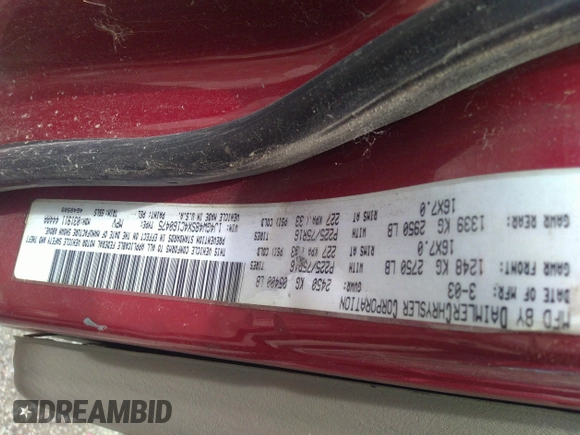 MFD BY DAIMLERCHRYSLER CORPORATION
DATE OF MFR: 3-03 GVWR: 2450 KG 05400 LB
GAWR FRONT: 1248 KG 2750 LB
TIRES P225/75R16
RIMS AT 16X7.0
227 KPA/33 PSI COLD
GAWR 1339 KG 2950 LB
TIRES P225/75R16
RIMS AT 16X7.0
227 KPA/33 PSI COLD
THIS VEHICLE CONFORMS TO ALL APPLICABLE FEDERAL MOTOR VEHICLE SAFETY AND THEFT
PREVENTION STANDARDS IN EFFECT ON THE DATE OF MANUFACTURE SHOWN ABOVE.
TYPE: MPV
VEHICLE MADE IN U.S.A. PAINT: PEL
MDH: 031911
DREAMBID